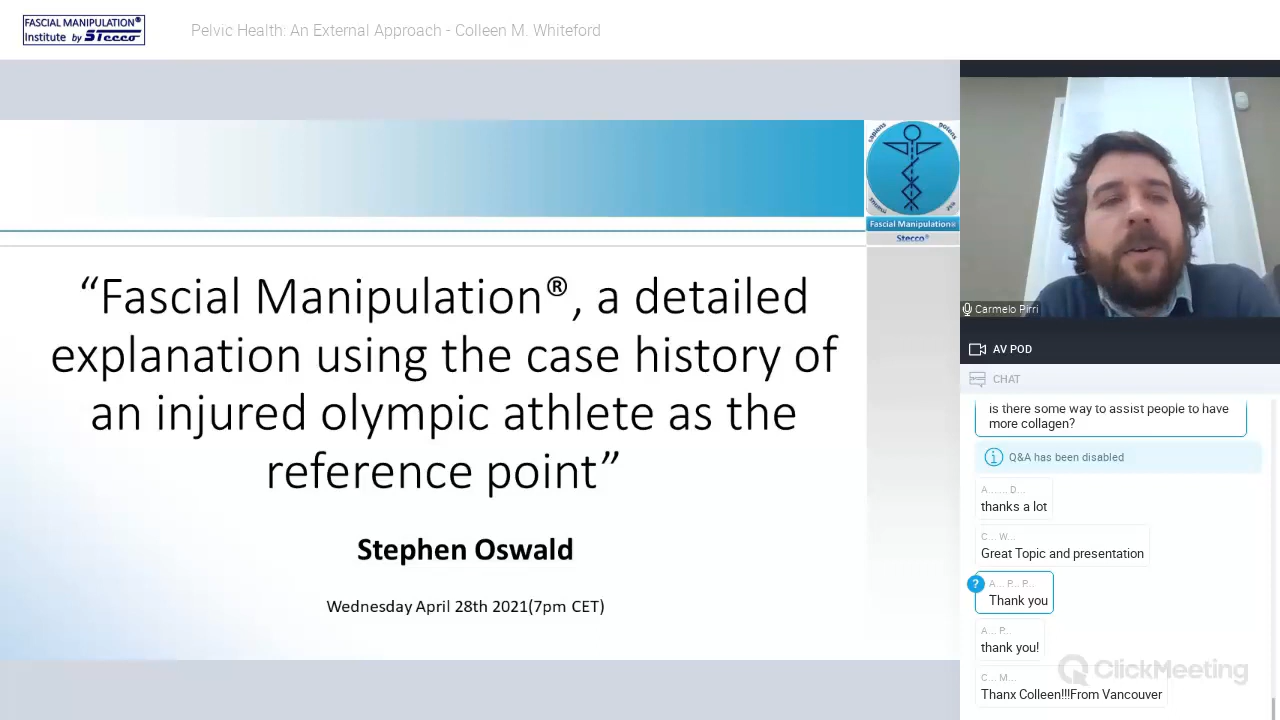 FASCIAL MANIPULATION®
Institute by Stecco
Pelvic Health: An External Approach - Colleen M. Whiteford
sapiens
potens
Fascial Manipulation®
Stecco®
“Fascial Manipulation®, a detailed
explanation using the case history of
an injured olympic athlete as the
reference point”
Stephen Oswald
Wednesday April 28th 2021(7pm CET)
Carmelo Pirri
AV POD
CHAT
is there some way to assist people to have
more collagen?
Q&A has been disabled
A... ... D...
thanks a lot
C... W...
Great Topic and presentation
?
A... P... P...
Thank you
A... P...
thank you!
C... M...
Thanx Colleen!!!From Vancouver
ClickMeeting